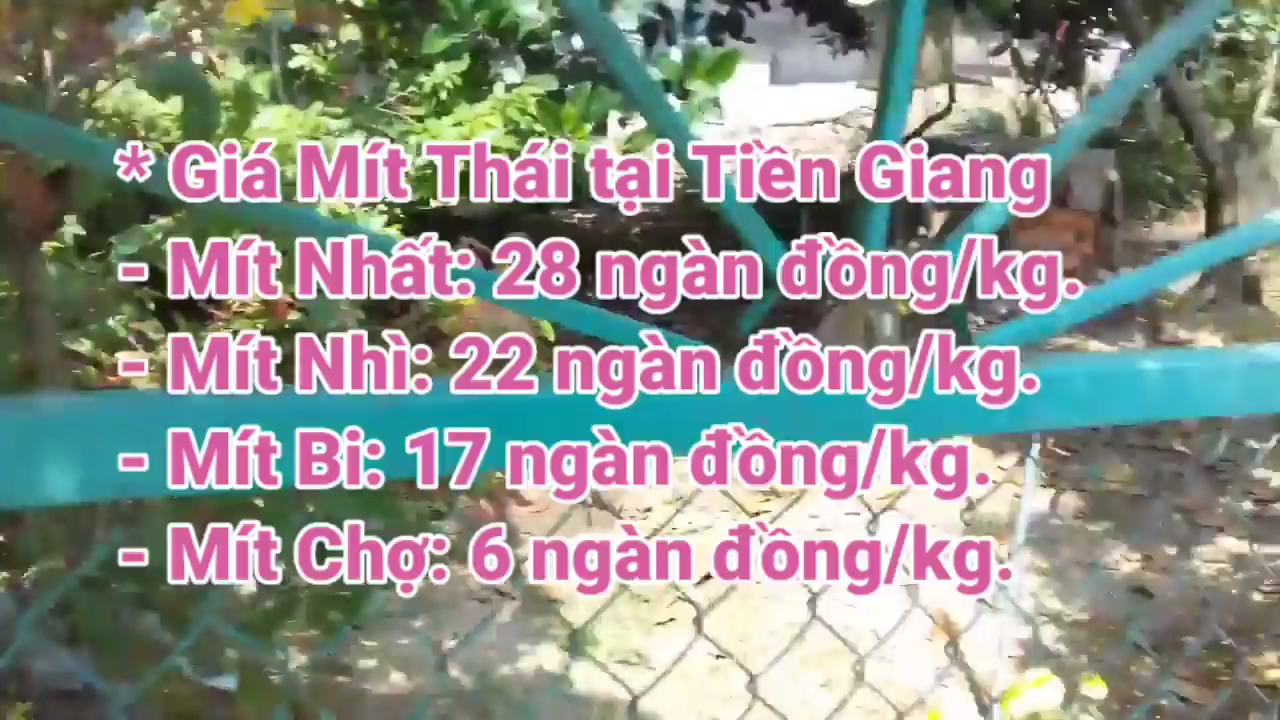 * Giá Mít Thái tại Tiền Giang
- Mít Nhất: 28 ngàn đồng/kg.
- Mít Nhì: 22 ngàn đồng/kg.
- Mít Bi: 17 ngàn đồng/kg.
- Mít Chợ: 6 ngàn đồng/kg.